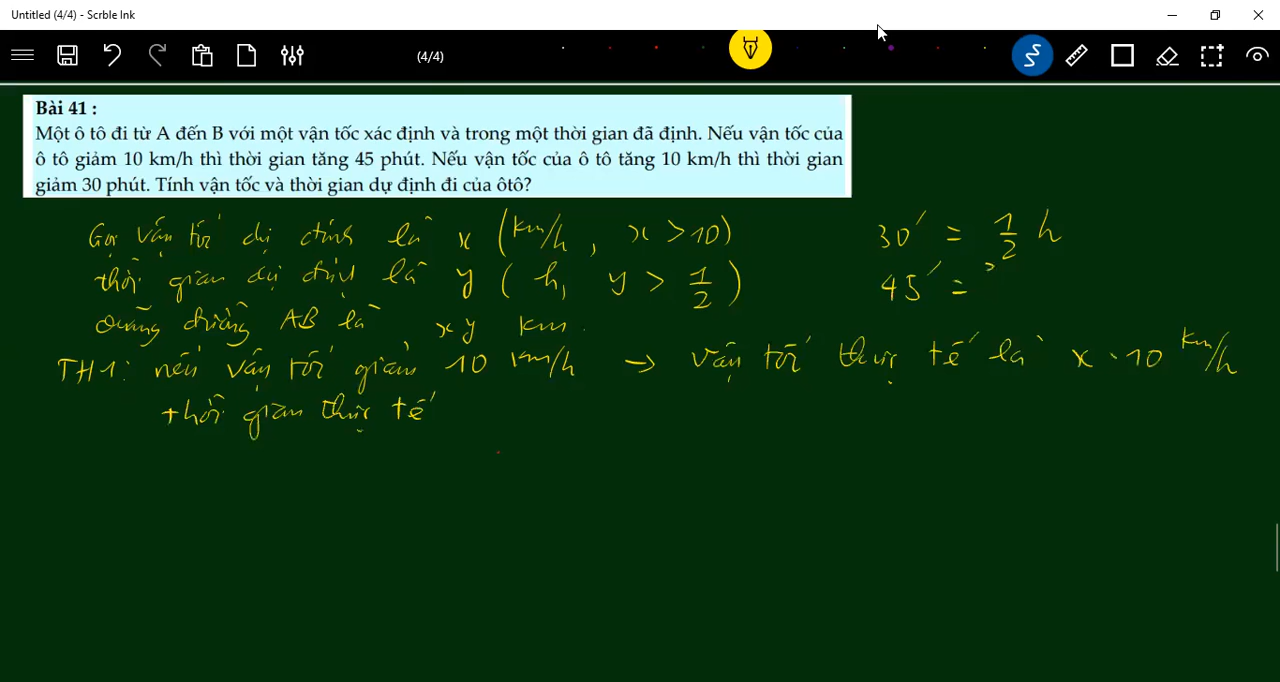 Untitled (4/4) - Scrble Ink
(4/4)
Bài 41 :
Một ô tô đi từ A đến B với một vận tốc xác định và trong một thời gian đã định. Nếu vận tốc của
ô tô giảm 10 km/h thì thời gian tăng 45 phút. Nếu vận tốc của ô tô tăng 10 km/h thì thời gian
giảm 30 phút. Tính vận tốc và thời gian dự định đi của ôtô?
Gọi vận tốc dự định là x (km/h, x > 10) 30' = 1/2 h
thời gian dự định là y (h, y > 1/2) 45' =
Quãng đường AB là xy km.
TH1: nếu vận tốc giảm 10 km/h → vận tốc thực tế là x - 10 km/h
thời gian thực tế